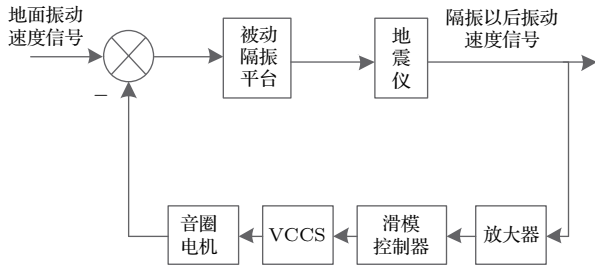 地面振动
速度信号
被动
隔振
平台
地
震
仪
隔振以后振动
速度信号
−
音圈
电机
VCCS
滑模
控制器
放大器